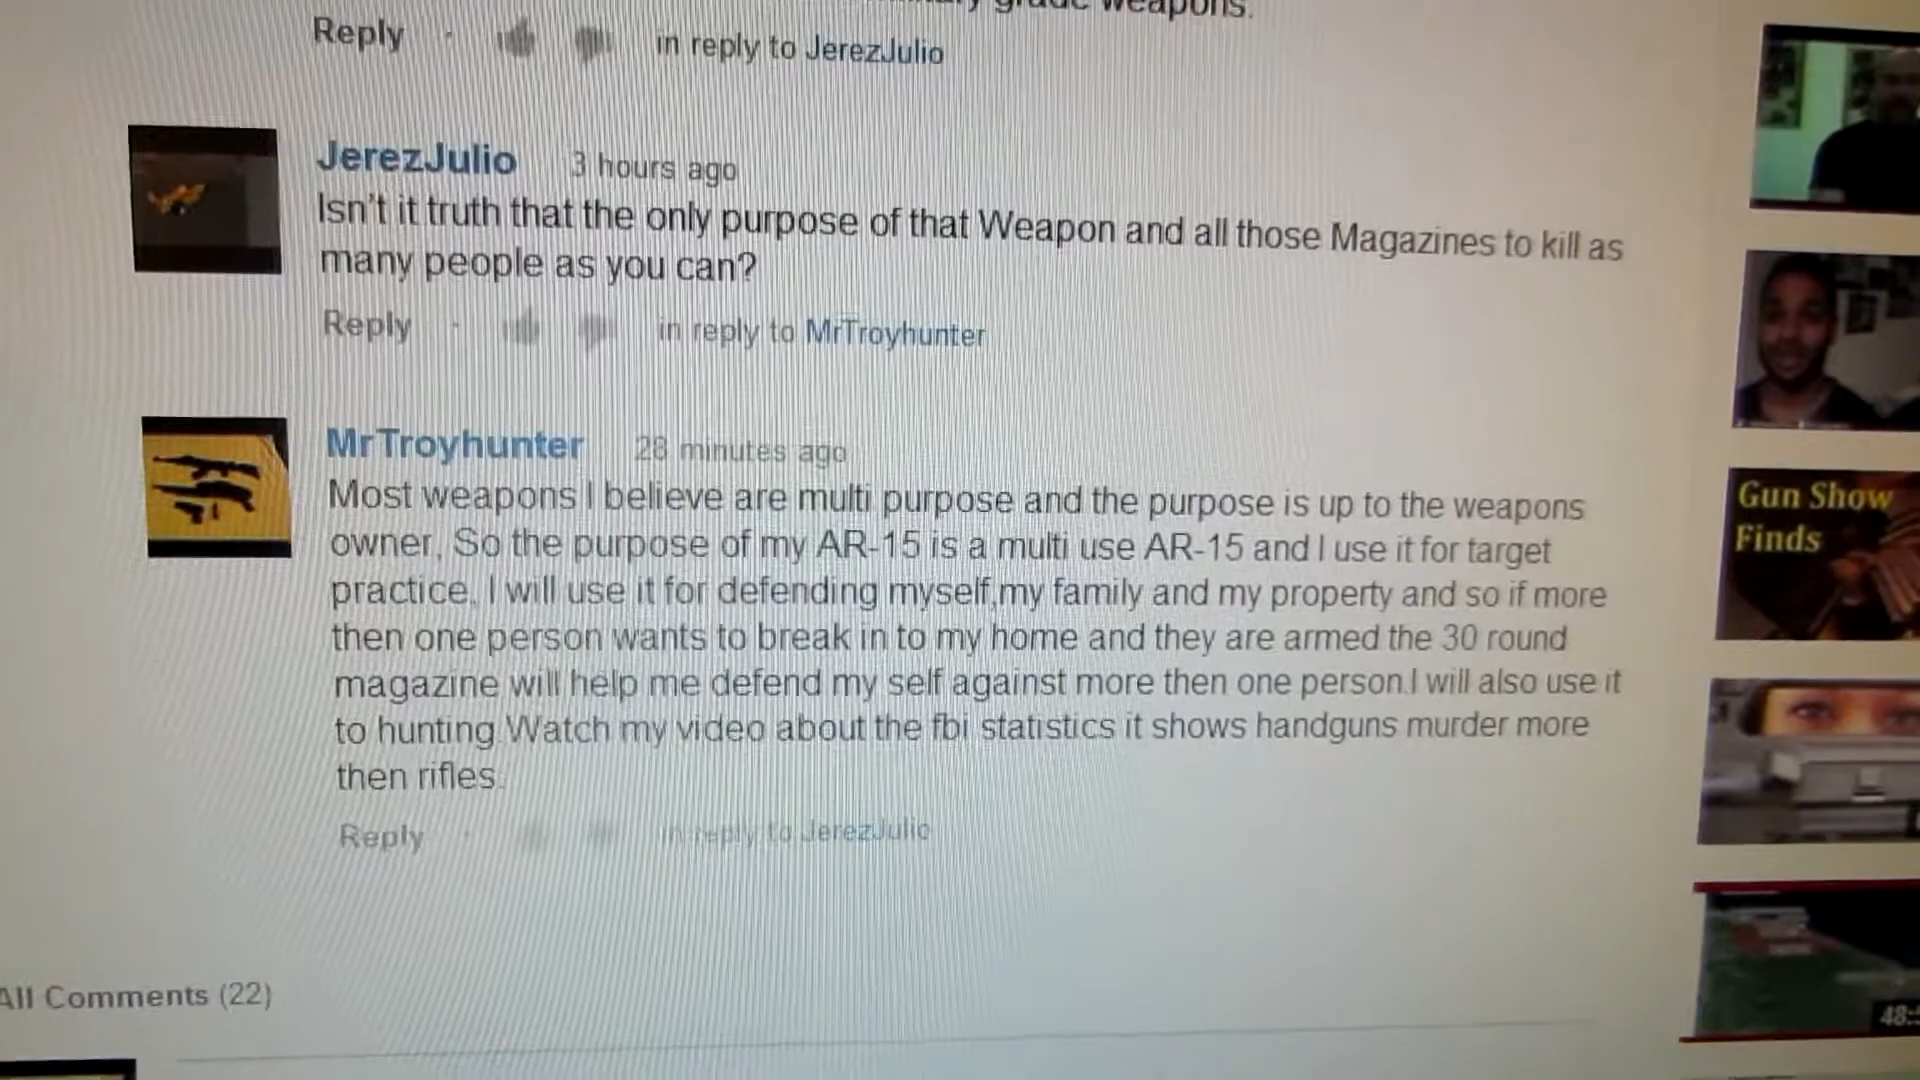 grade weapons.
Reply · in reply to JerezJulio
JerezJulio 3 hours ago
Isn't it truth that the only purpose of that Weapon and all those Magazines to kill as
many people as you can?
Reply · in reply to MrTroyhunter
MrTroyhunter 28 minutes ago
Most weapons I believe are multi purpose and the purpose is up to the weapons
owner, So the purpose of my AR-15 is a multi use AR-15 and I use it for target
practice. I will use it for defending myself,my family and my property and so if more
then one person wants to break in to my home and they are armed the 30 round
magazine will help me defend my self against more then one person.I will also use it
to hunting.Watch my video about the fbi statistics it shows handguns murder more
then rifles.
Reply · in reply to JerezJulio
All Comments (22)
Gun Show
Finds
48: